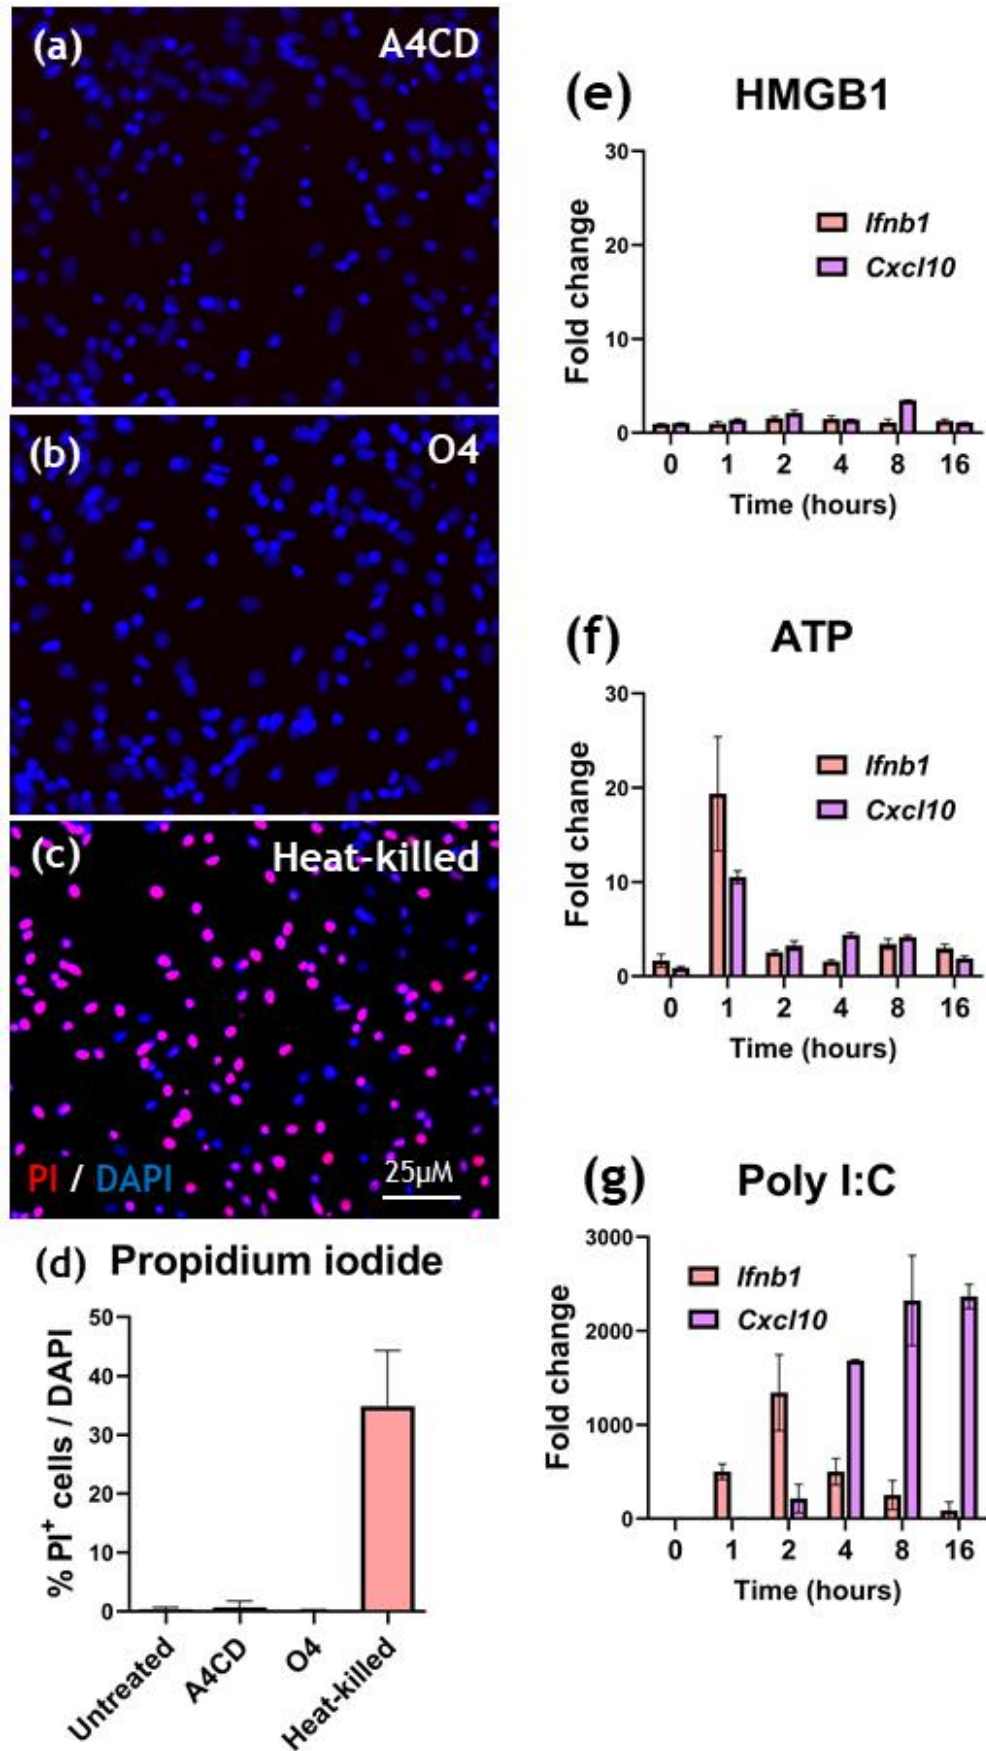 (a) A4CD
(b) O4
(c) Heat-killed
PI / DAPI 25µM
(d) Propidium iodide
% PI⁺ cells / DAPI
50
40
30
20
10
0
Untreated
A4CD
O4
Heat-killed
(e) HMGB1
Fold change
30
20
10
0
Ifnb1
Cxcl10
0 1 2 4 8 16
Time (hours)
(f) ATP
Fold change
30
20
10
0
Ifnb1
Cxcl10
0 1 2 4 8 16
Time (hours)
(g) Poly I:C
Fold change
3000
2000
1000
0
Ifnb1
Cxcl10
0 1 2 4 8 16
Time (hours)